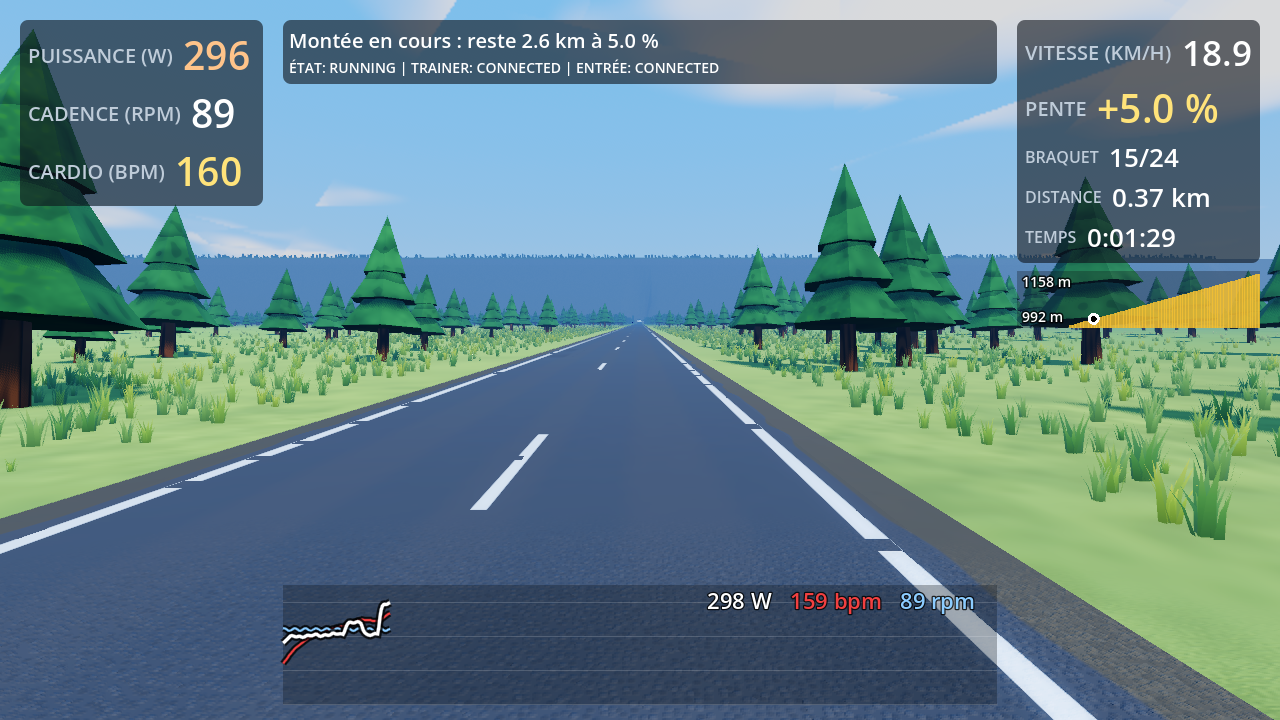 PUISSANCE (W) 296
CADENCE (RPM) 89
CARDIO (BPM) 160
Montée en cours : reste 2.6 km à 5.0 %
ÉTAT: RUNNING | TRAINER: CONNECTED | ENTRÉE: CONNECTED
VITESSE (KM/H) 18.9
PENTE +5.0 %
BRAQUET 15/24
DISTANCE 0.37 km
TEMPS 0:01:29
1158 m
992 m
298 W 159 bpm 89 rpm